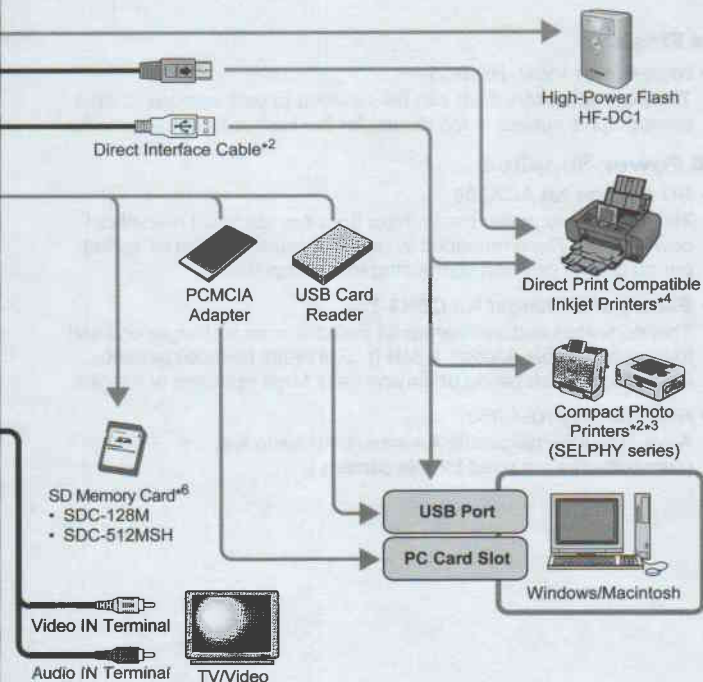 High-Power Flash
HF-DC1
Direct Interface Cable*2
Direct Print Compatible
Inkjet Printers*4
PCMCIA
Adapter
USB Card
Reader
Compact Photo
Printers*2*3
(SELPHY series)
SD Memory Card*6
• SDC-128M
• SDC-512MSH
USB Port
PC Card Slot
Windows/Macintosh
Video IN Terminal
Audio IN Terminal
TV/Video